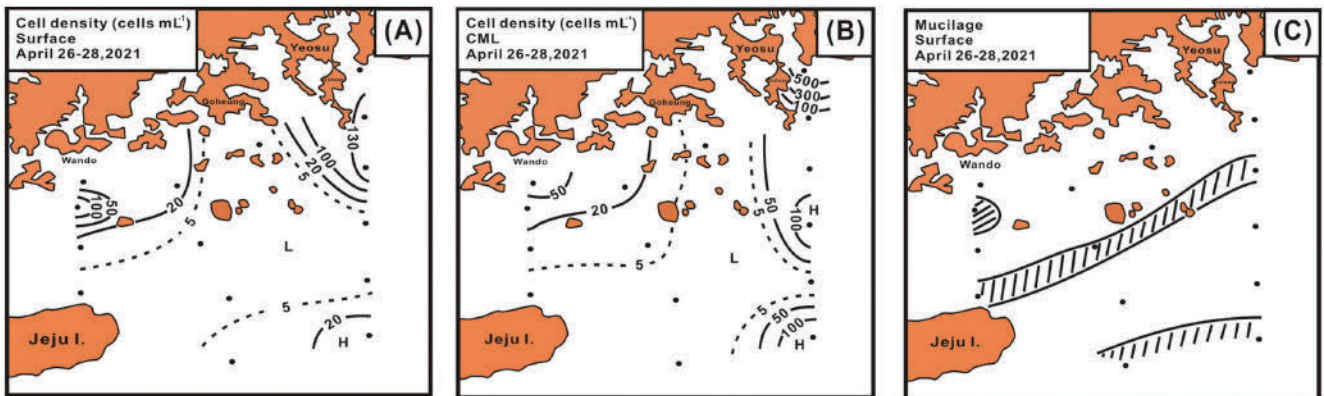 Cell density (cells mL⁻¹)
Surface
April 26-28,2021
(A)
Yeosu
Goheung
Wando
130
100
20
5
50
100
20
5
L
5
20
H
Jeju I.
Cell density (cells mL⁻¹)
CML
April 26-28,2021
(B)
Yeosu
500
300
100
Goheung
Wando
50
20
5
50
5
H
100
L
5
50
100
H
Jeju I.
Mucilage
Surface
April 26-28,2021
(C)
Yeosu
Goheung
Wando
Jeju I.